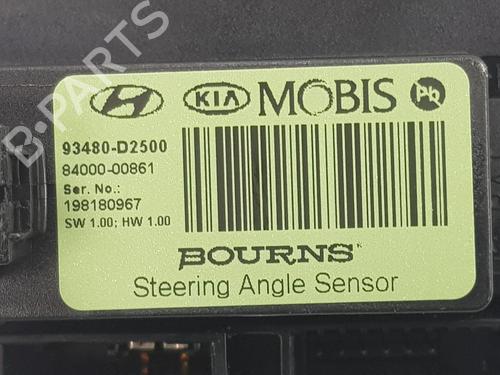 KIA MOBIS Pb
93480-D2500
84000-00861
Ser. No.:
198180967
SW 1.00; HW 1.00
BOURNS
Steering Angle Sensor
B-PARTS